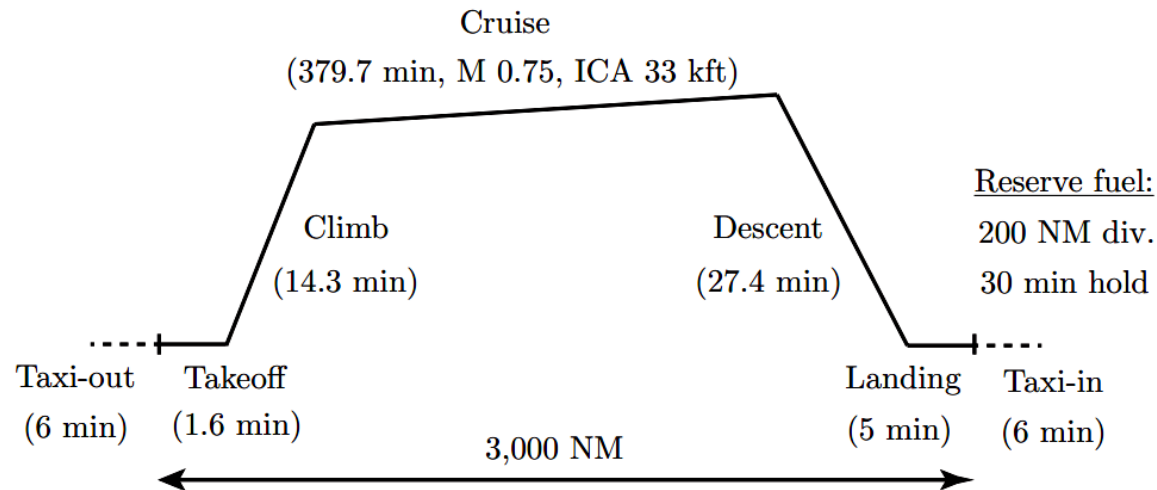 Cruise
(379.7 min, M 0.75, ICA 33 kft)
Climb
(14.3 min)
Descent
(27.4 min)
Reserve fuel:
200 NM div.
30 min hold
Taxi-out
(6 min)
Takeoff
(1.6 min)
Landing
(5 min)
Taxi-in
(6 min)
3,000 NM